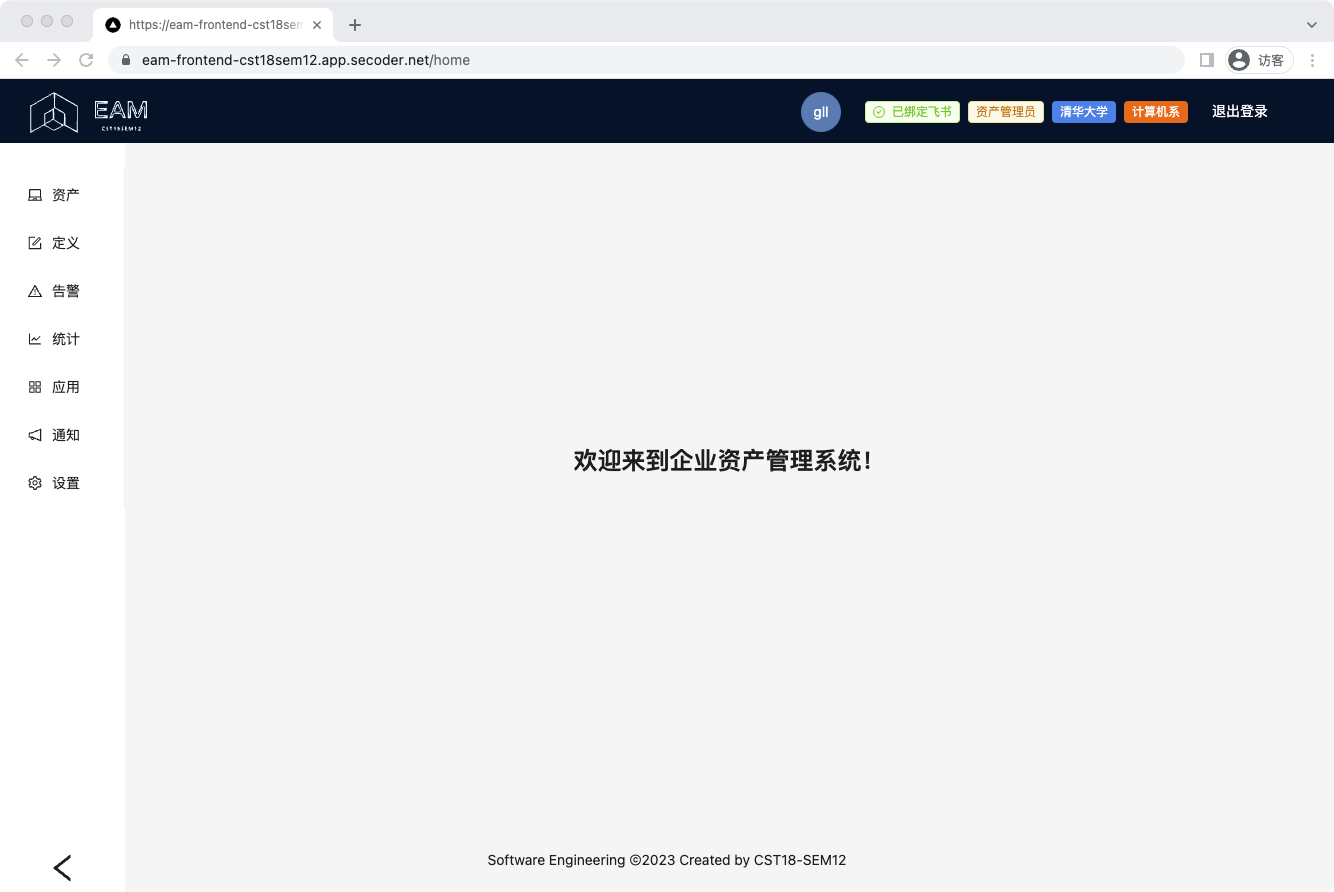 https://eam-frontend-cst18sem
eam-frontend-cst18sem12.app.secoder.net/home
访客
EAM
CST18SEM12
gll
已绑定飞书
资产管理员
清华大学
计算机系
退出登录
资产
定义
告警
统计
应用
通知
设置
欢迎来到企业资产管理系统！
Software Engineering ©2023 Created by CST18-SEM12